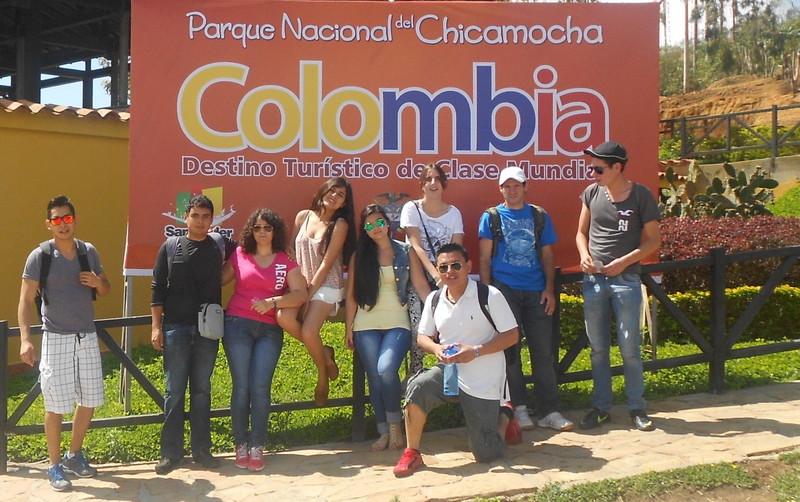 Parque Nacional del Chicamocha
Colombia
Destino Turístico de Clase Mundial
AERO